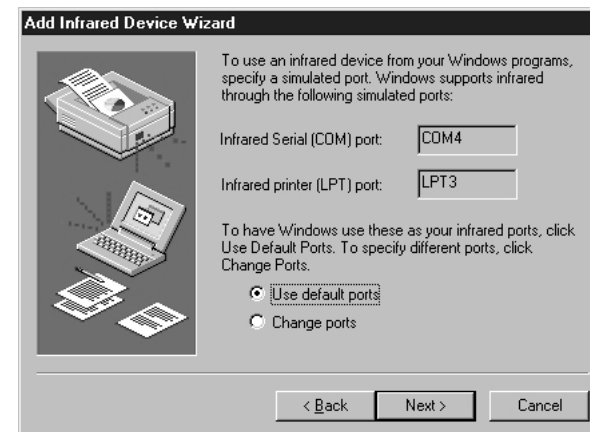 Add Infrared Device Wizard
To use an infrared device from your Windows programs,
specify a simulated port. Windows supports infrared
through the following simulated ports:
Infrared Serial (COM) port: COM4
Infrared printer (LPT) port: LPT3
To have Windows use these as your infrared ports, click
Use Default Ports. To specify different ports, click
Change Ports.
Use default ports
Change ports
< Back Next > Cancel